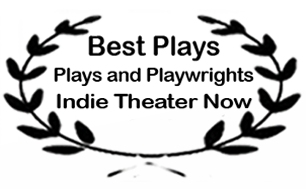 Best Plays
Plays and Playwrights
Indie Theater Now